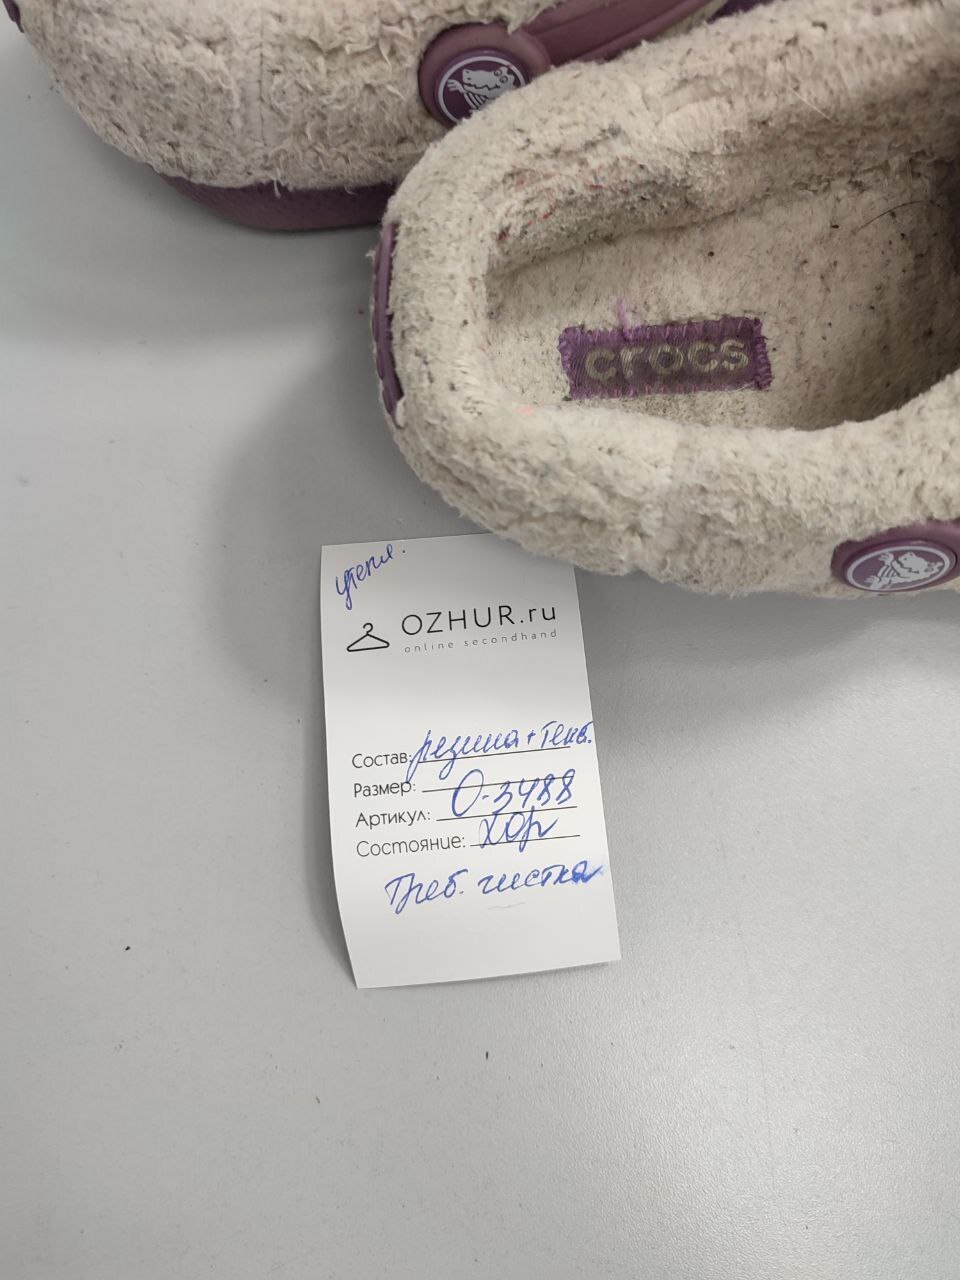 crocs
утепл.
OZHUR.ru
online secondhand
Состав: резина + текс.
Размер:
Артикул: О-3488
Состояние: хор
Треб. чистка